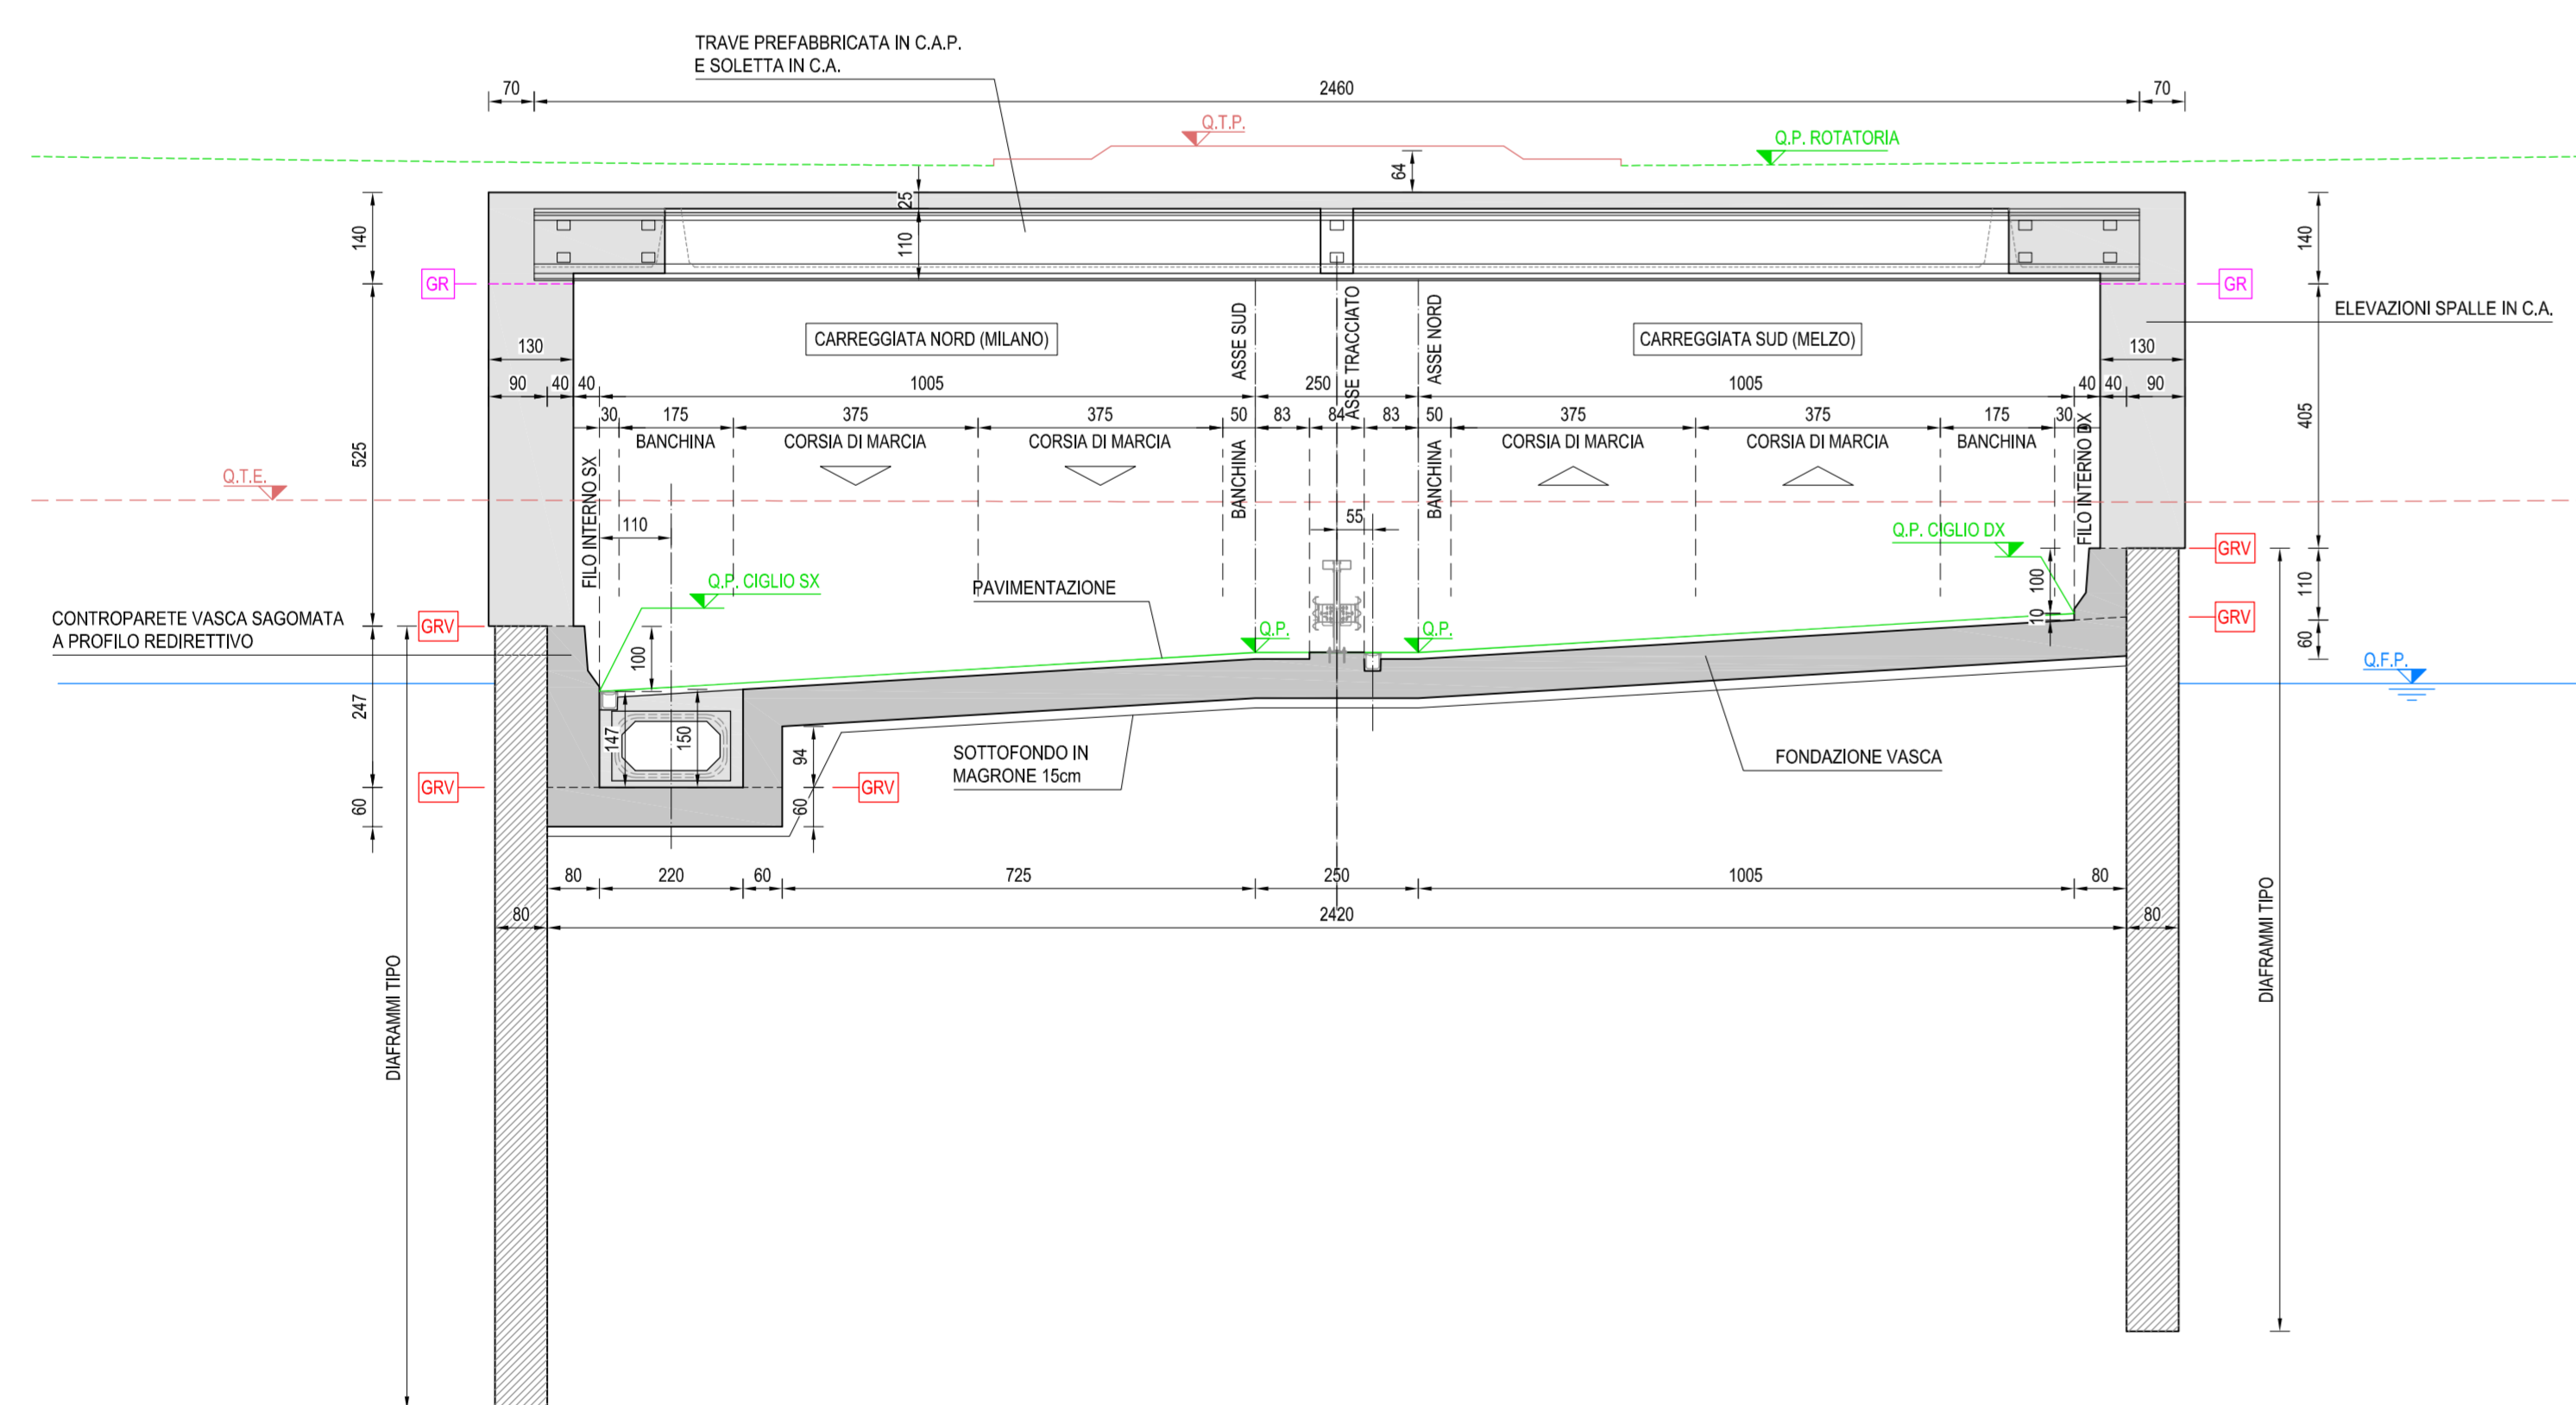 TRAVE PREFABBRICATA IN C.A.P.
E SOLETTA IN C.A.
70
2460
70
Q.T.P.
Q.P. ROTATORIA
64
25
140
110
140
GR
GR
ELEVAZIONI SPALLE IN C.A.
CARREGGIATA NORD (MILANO)
ASSE SUD
ASSE TRACCIATO
ASSE NORD
CARREGGIATA SUD (MELZO)
130
130
90
40
40
1005
250
1005
40
40
90
30
175
375
375
50
83
84
83
50
375
375
175
30
405
BANCHINA
CORSIA DI MARCIA
CORSIA DI MARCIA
BANCHINA
BANCHINA
CORSIA DI MARCIA
CORSIA DI MARCIA
BANCHINA
525
Q.T.E.
FILO INTERNO SX
FILO INTERNO DX
110
55
Q.P. CIGLIO DX
GRV
Q.P. CIGLIO SX
PAVIMENTAZIONE
100
110
CONTROPARETE VASCA SAGOMATA
A PROFILO REDIRETTIVO
GRV
10
GRV
Q.P.
Q.P.
60
100
Q.F.P.
247
147
150
94
SOTTOFONDO IN
MAGRONE 15cm
FONDAZIONE VASCA
GRV
GRV
60
60
80
220
60
725
250
1005
80
80
2420
80
DIAFRAMMI TIPO
DIAFRAMMI TIPO